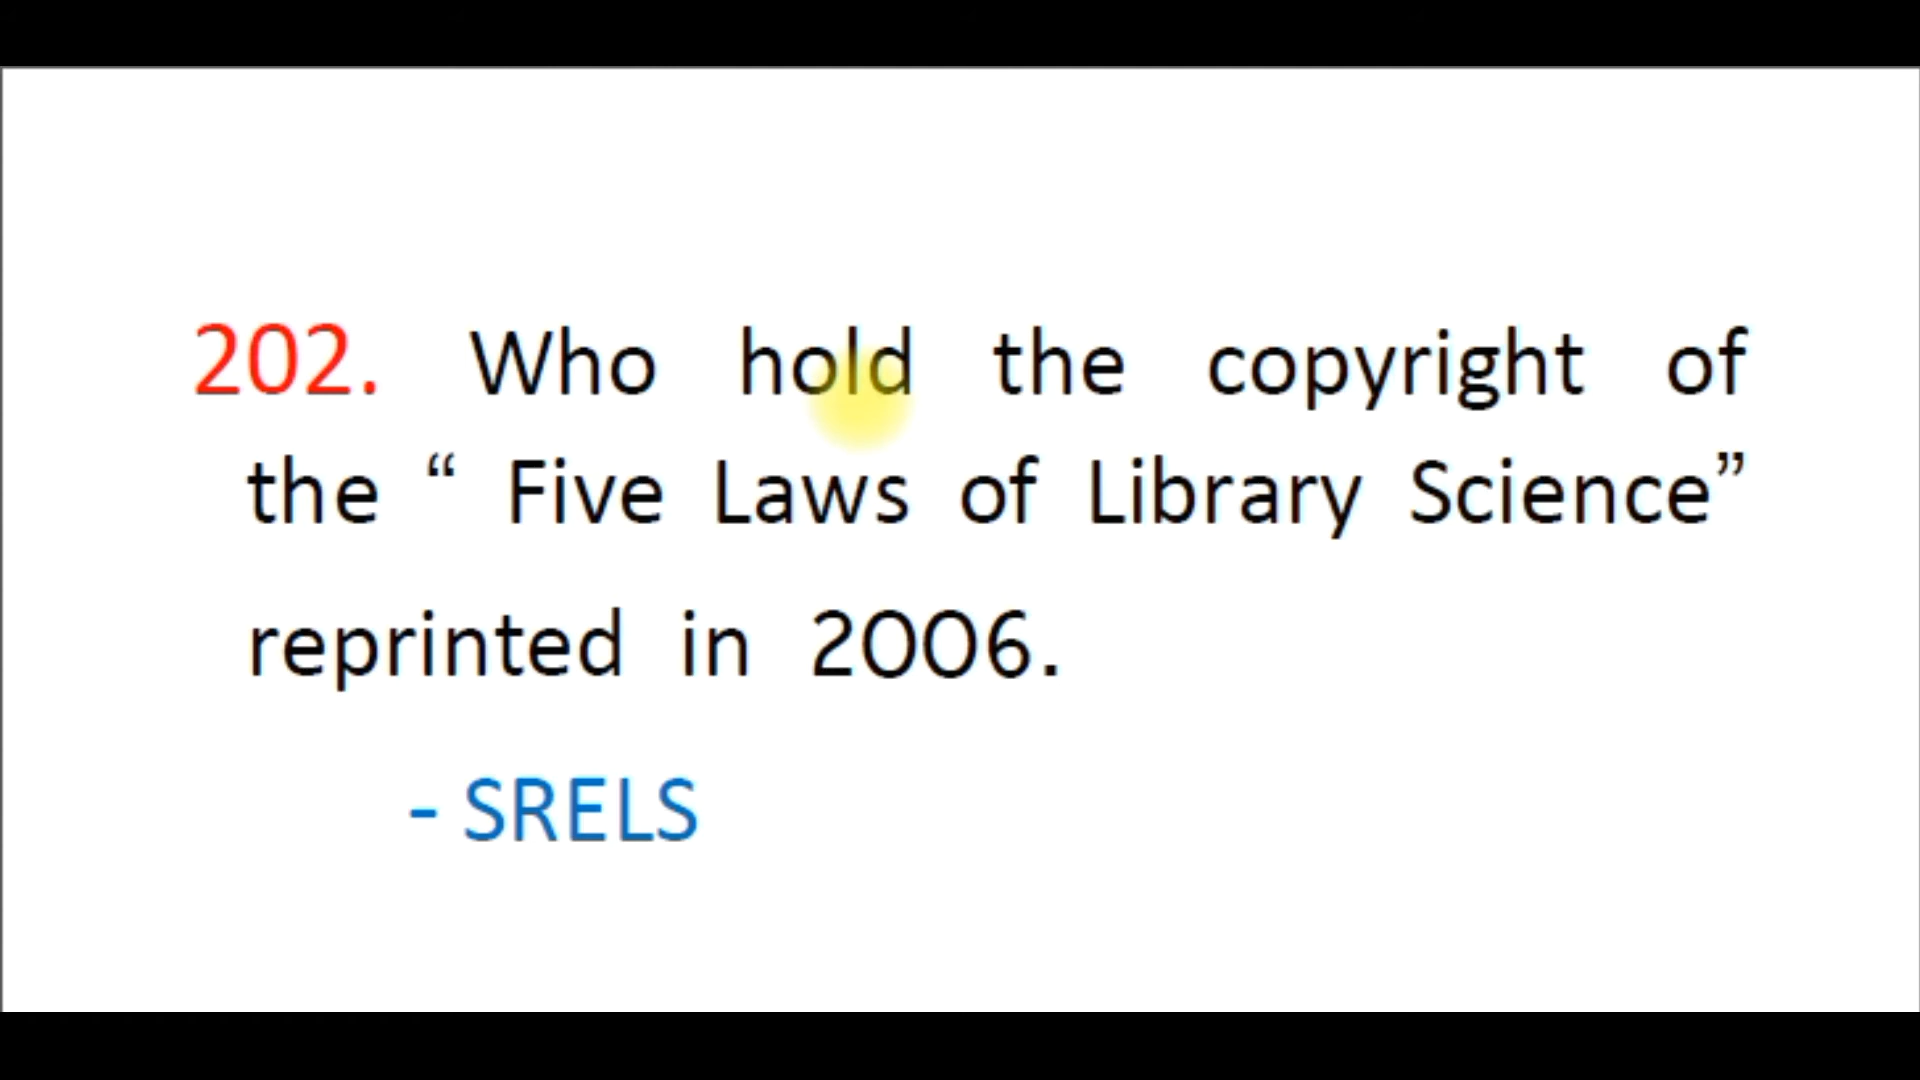 202. Who hold the copyright of
the “ Five Laws of Library Science”
reprinted in 2006.
- SRELS